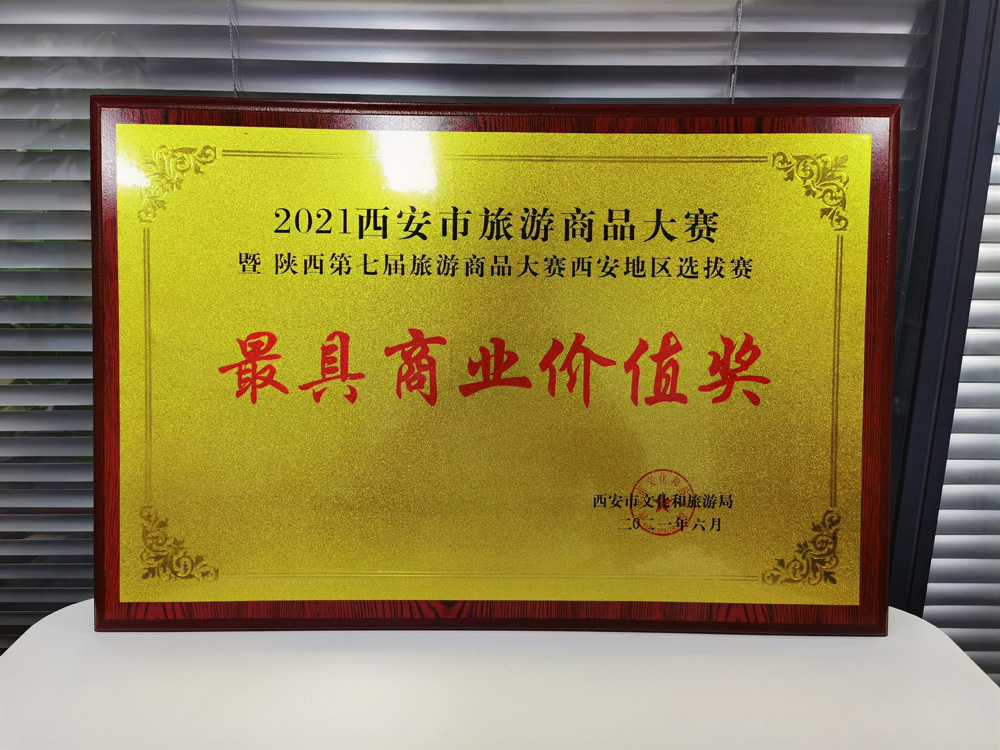 2021西安市旅游商品大赛
暨 陕西第七届旅游商品大赛西安地区选拔赛
最具商业价值奖
西安市文化和旅游局
二〇二一年六月